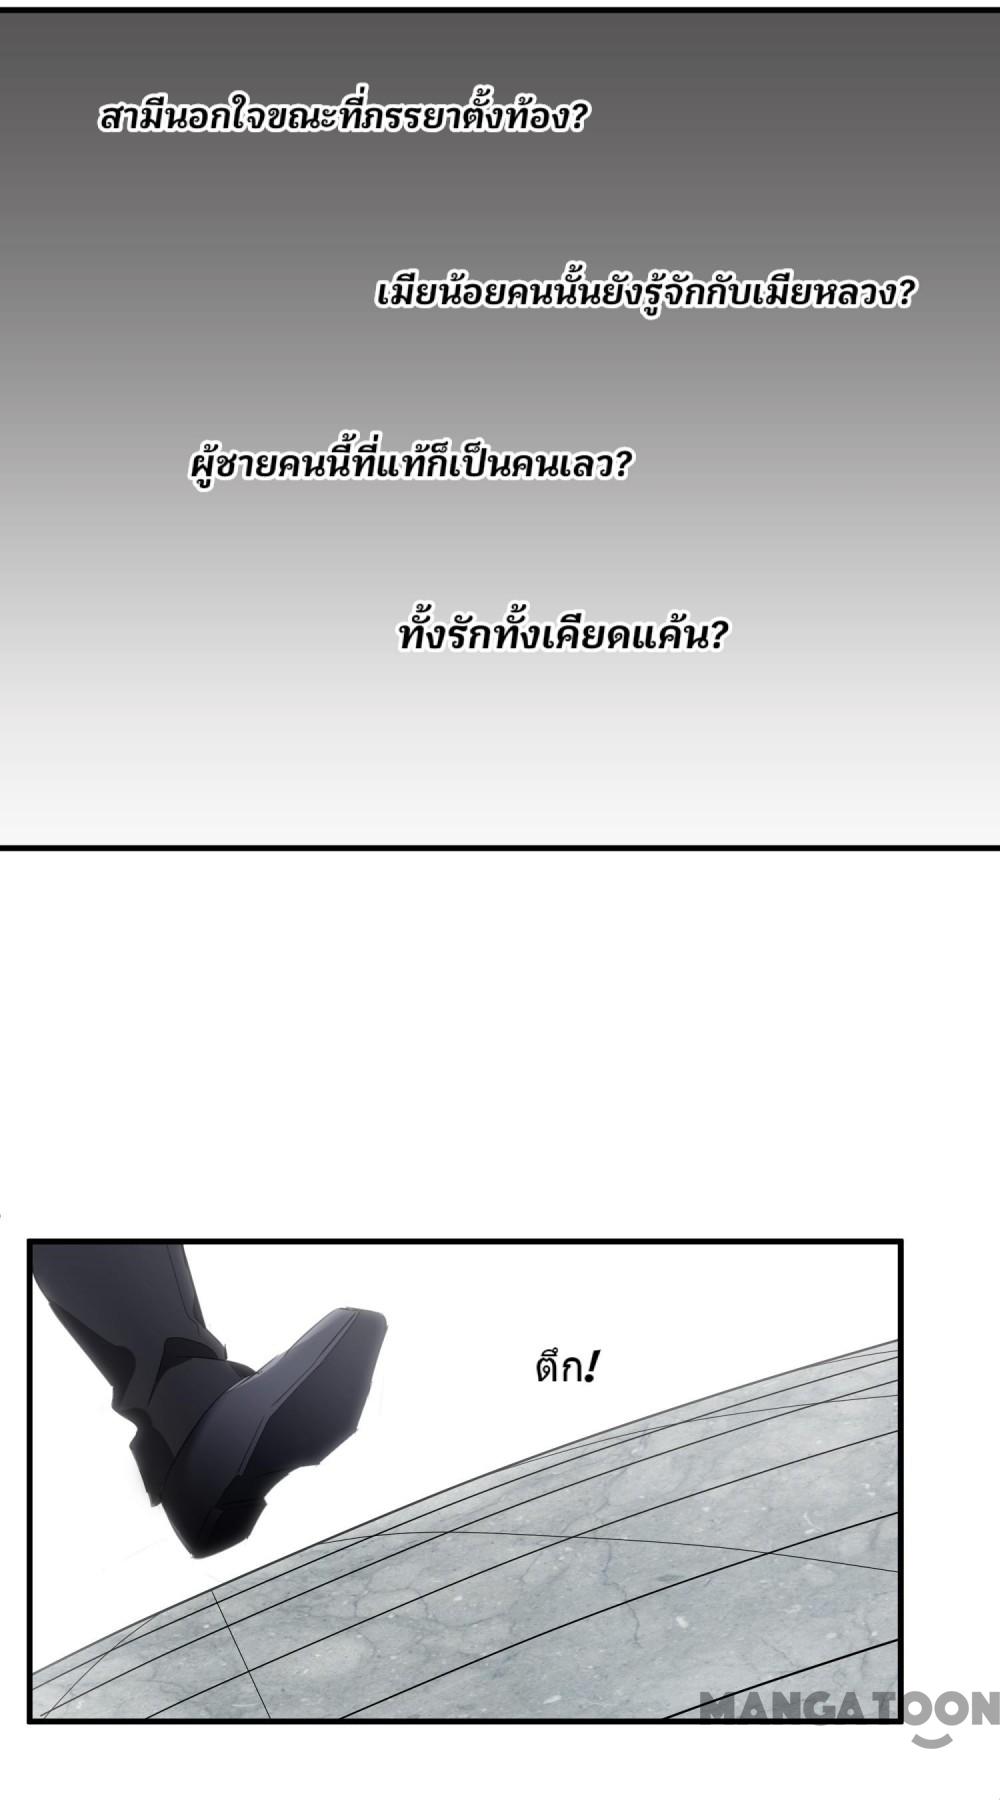 สามีนอกใจขณะที่ภรรยาตั้งท้อง?
เมียน้อยคนนั้นยังรู้จักกับเมียหลวง?
ผู้ชายคนนี้ที่แท้ก็เป็นคนเลว?
ทั้งรักทั้งเคียดแค้น?
ตึก!
MANGATOON